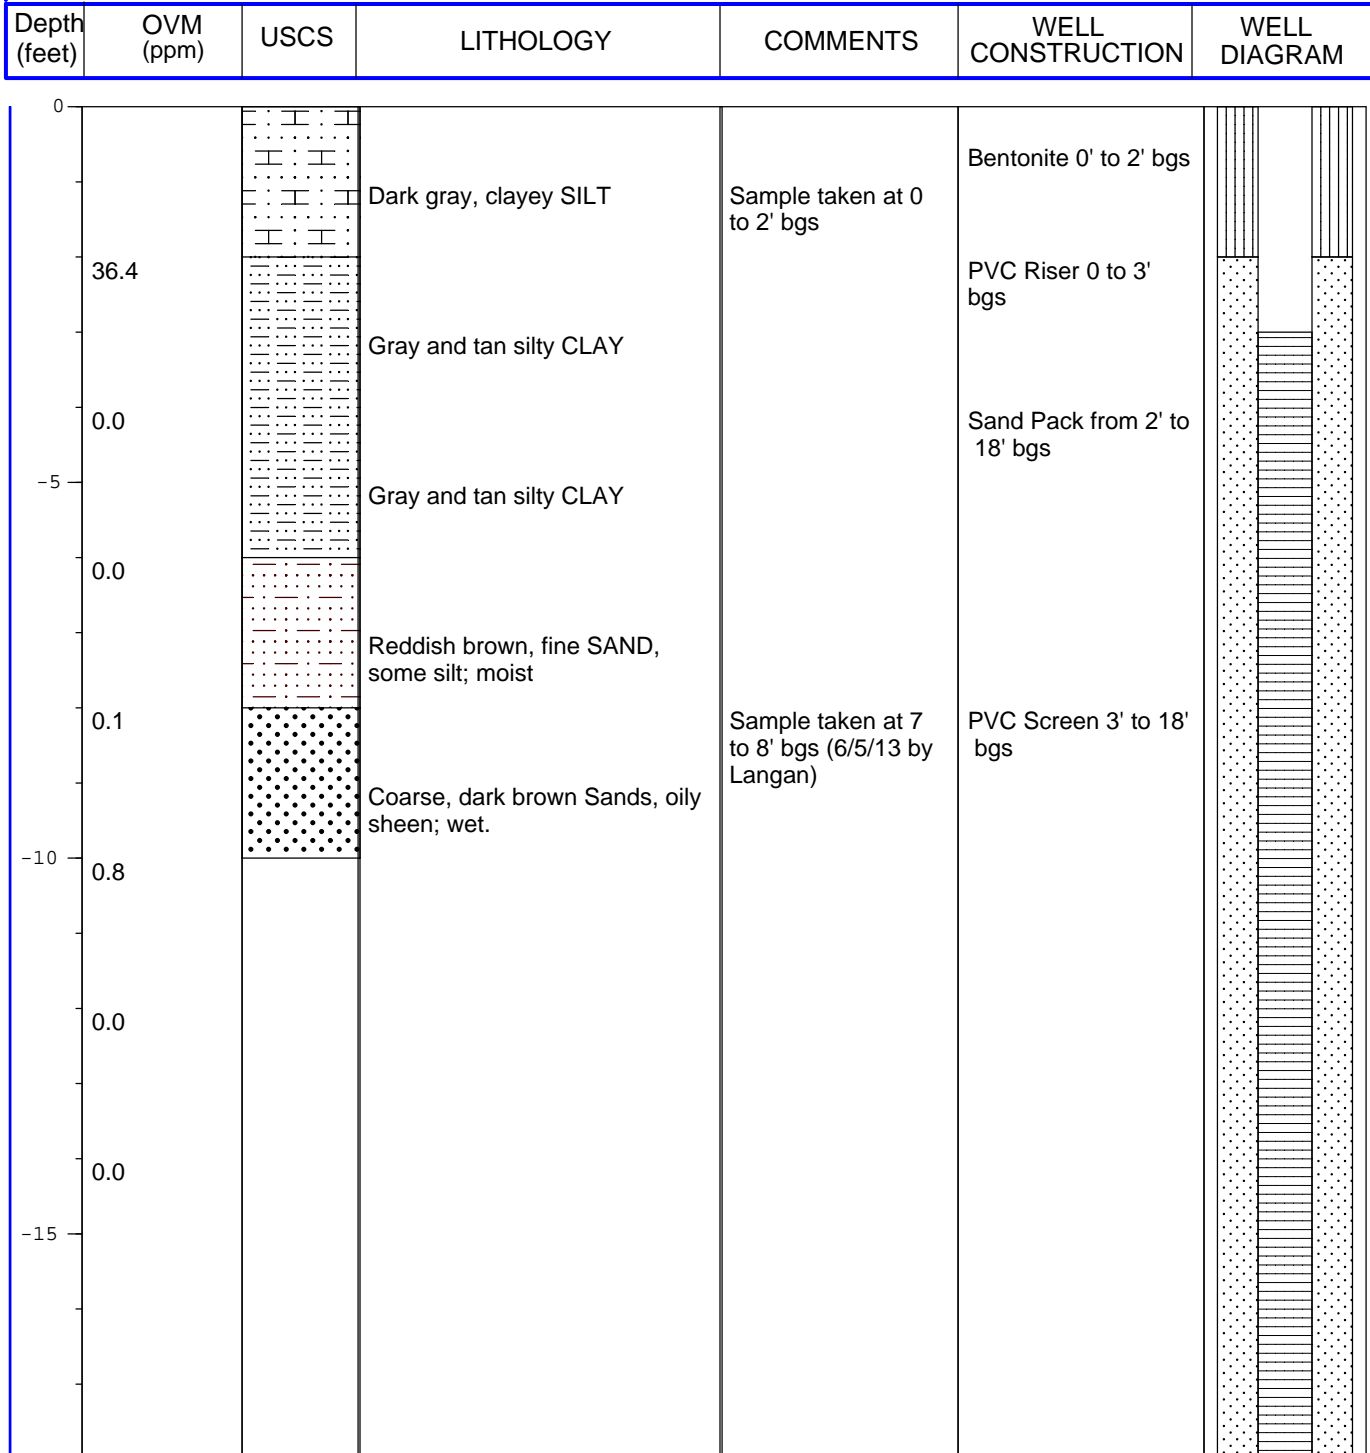 Depth
(feet)
OVM
(ppm)
USCS
LITHOLOGY
COMMENTS
WELL
CONSTRUCTION
WELL
DIAGRAM
0
Bentonite 0' to 2' bgs
Dark gray, clayey SILT
Sample taken at 0
to 2' bgs
36.4
PVC Riser 0 to 3'
bgs
Gray and tan silty CLAY
0.0
Sand Pack from 2' to
18' bgs
-5
Gray and tan silty CLAY
0.0
Reddish brown, fine SAND,
some silt; moist
0.1
Sample taken at 7
to 8' bgs (6/5/13 by
Langan)
PVC Screen 3' to 18'
bgs
Coarse, dark brown Sands, oily
sheen; wet.
-10
0.8
0.0
0.0
-15